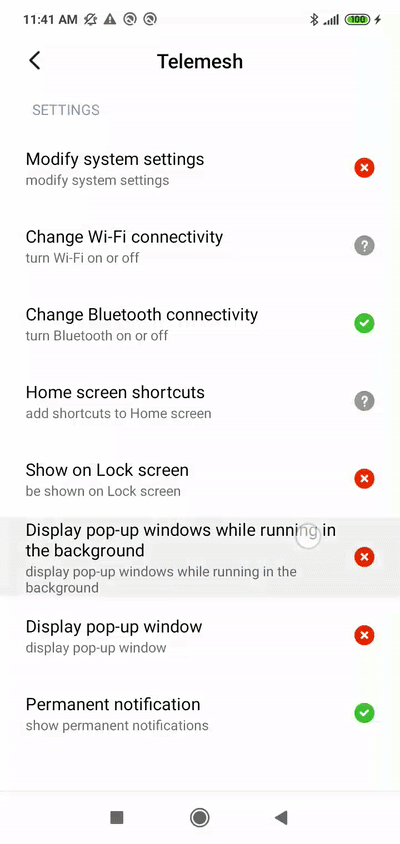 11:41 AM 100
Telemesh
SETTINGS
Modify system settings
modify system settings
Change Wi-Fi connectivity
turn Wi-Fi on or off
Change Bluetooth connectivity
turn Bluetooth on or off
Home screen shortcuts
add shortcuts to Home screen
Show on Lock screen
be shown on Lock screen
Display pop-up windows while running in
the background
display pop-up windows while running in the
background
Display pop-up window
display pop-up window
Permanent notification
show permanent notifications